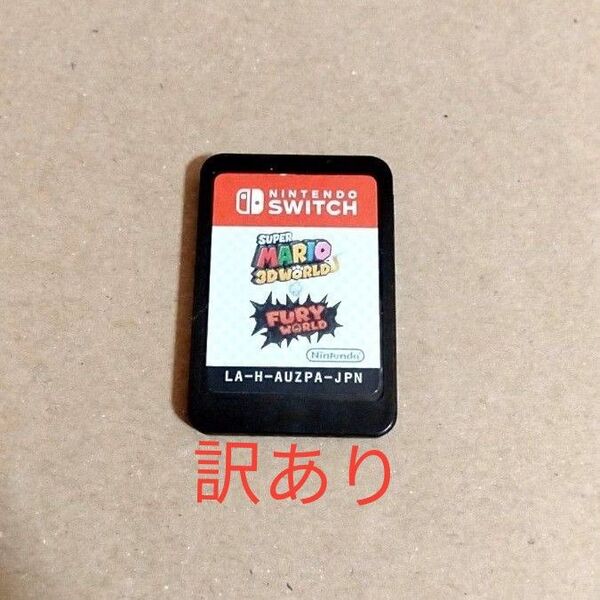 NINTENDO
SWITCH
SUPER
MARIO
3D WORLD
+
FURY
WORLD
Nintendo
LA-H-AUZPA-JPN
訳あり